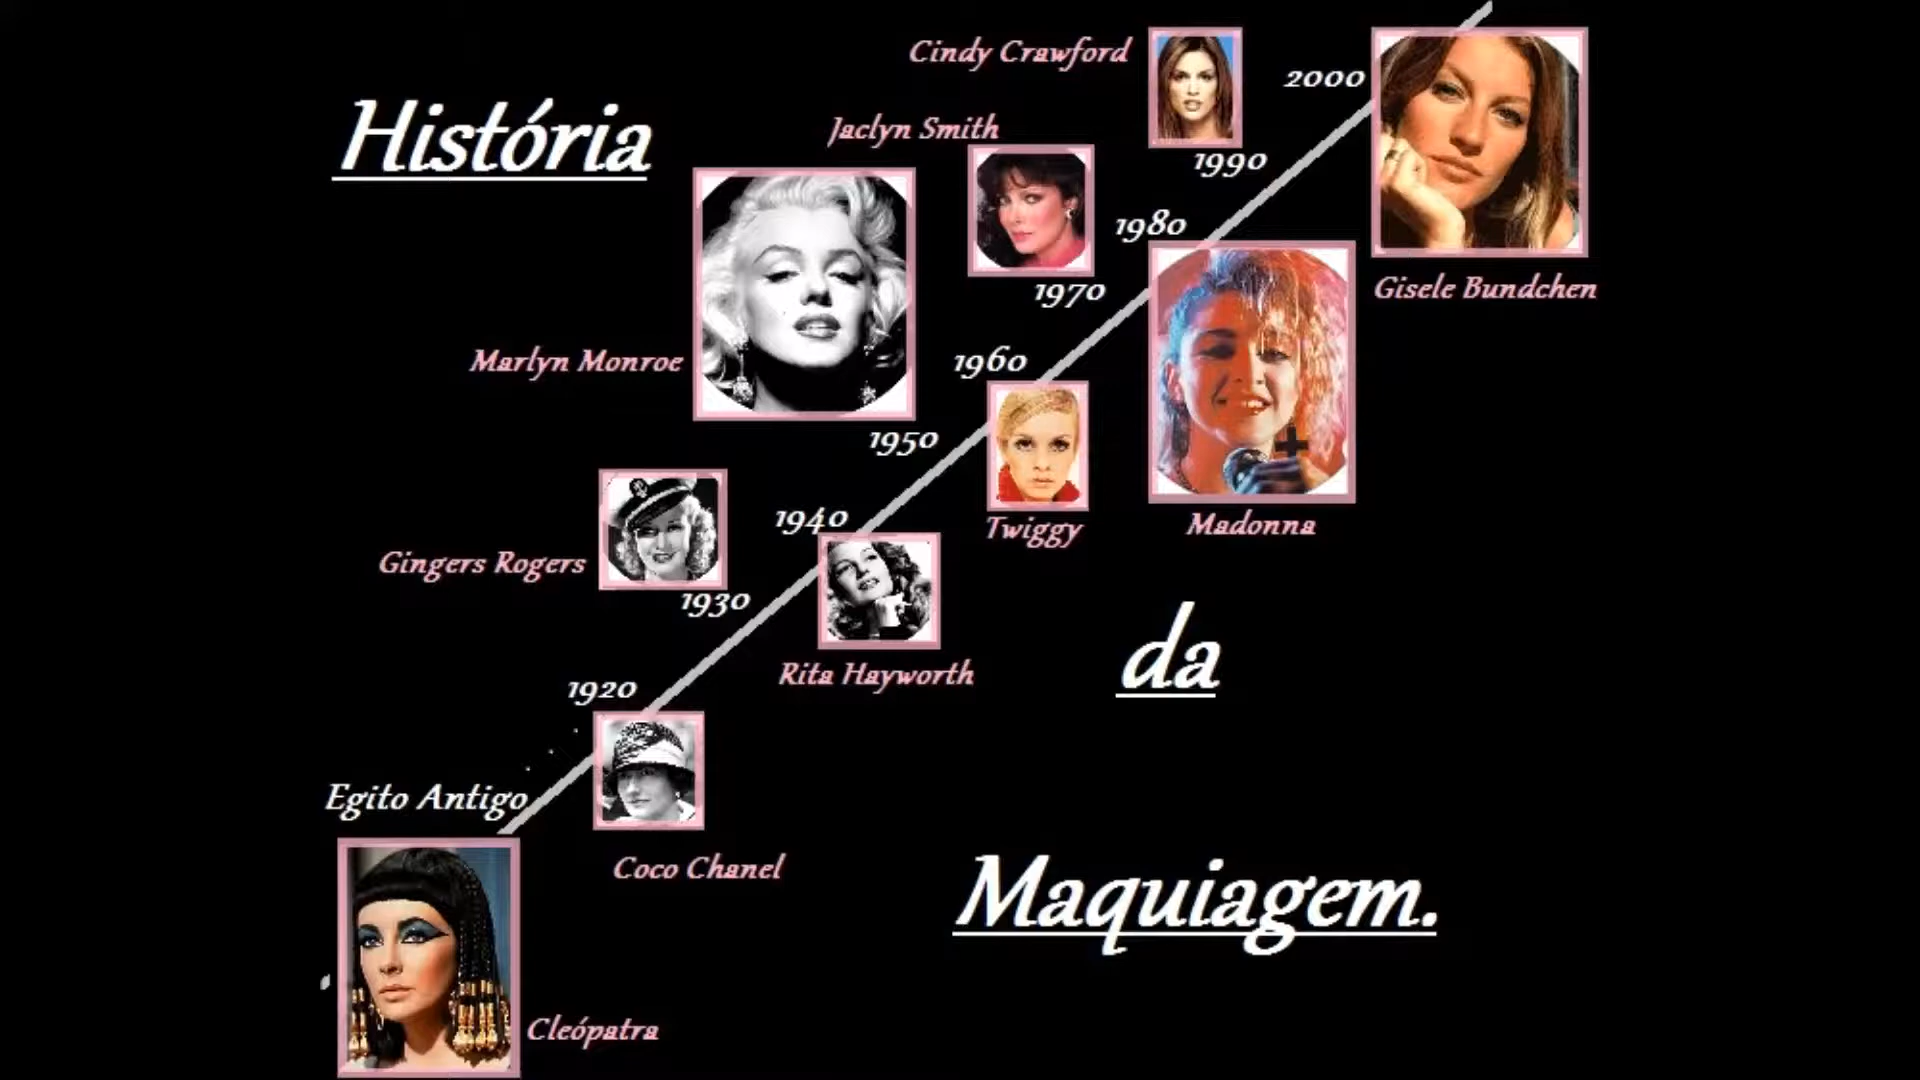 Cindy Crawford
2000
História
Jaclyn Smith
1990
1980
Gisele Bundchen
1970
Marlyn Monroe
1960
1950
1940
Twiggy
Madonna
Gingers Rogers
1930
da
Rita Hayworth
1920
Egito Antigo
Coco Chanel
Maquiagem.
Cleópatra